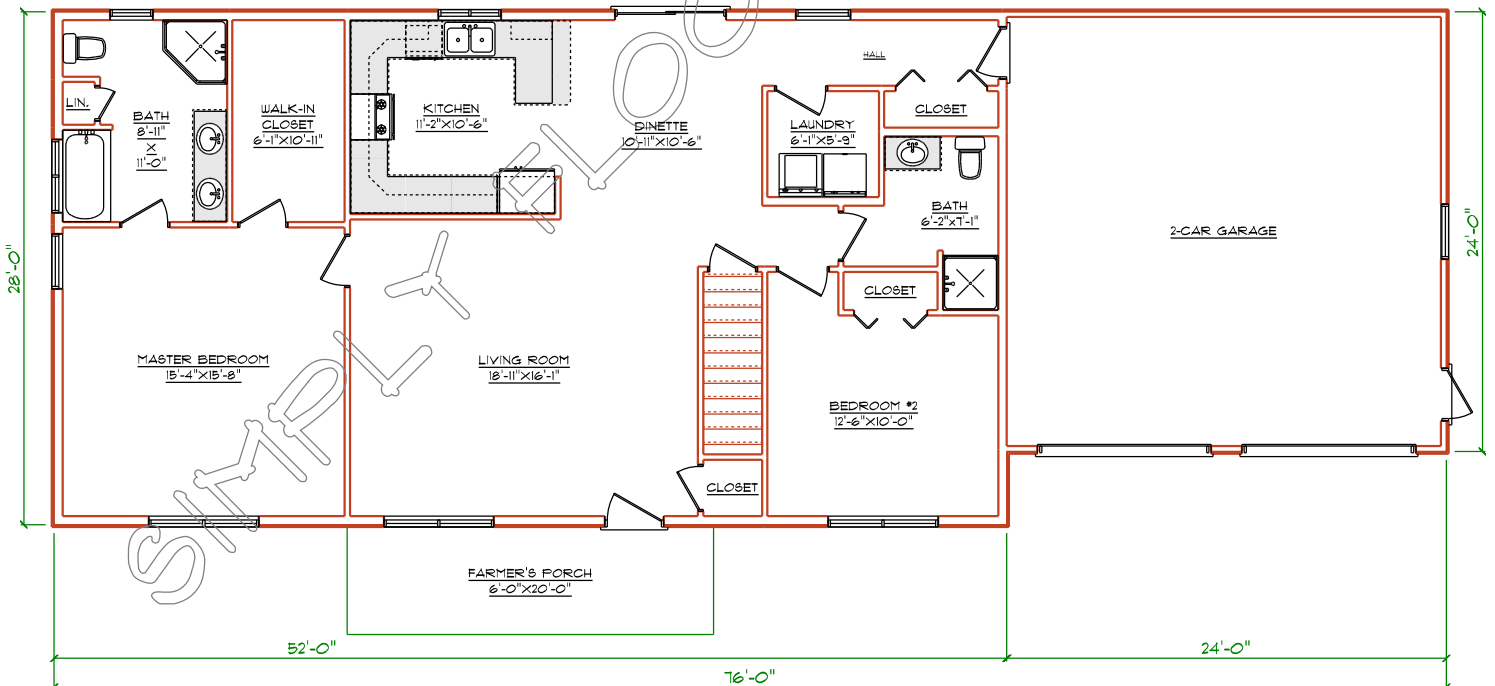 HALL
LIN.
BATH
8'-11"
X
11'-0"
WALK-IN
CLOSET
6'-1"X10'-11"
KITCHEN
11'-2"X10'-6"
DINETTE
10'-11"X10'-6"
LAUNDRY
6'-1"X5'-9"
CLOSET
BATH
6'-2"X7'-1"
2-CAR GARAGE
28'-0"
24'-0"
CLOSET
MASTER BEDROOM
15'-4"X15'-8"
LIVING ROOM
18'-11"X16'-1"
BEDROOM #2
12'-6"X10'-0"
CLOSET
FARMER'S PORCH
6'-0"X20'-0"
52'-0"
24'-0"
76'-0"